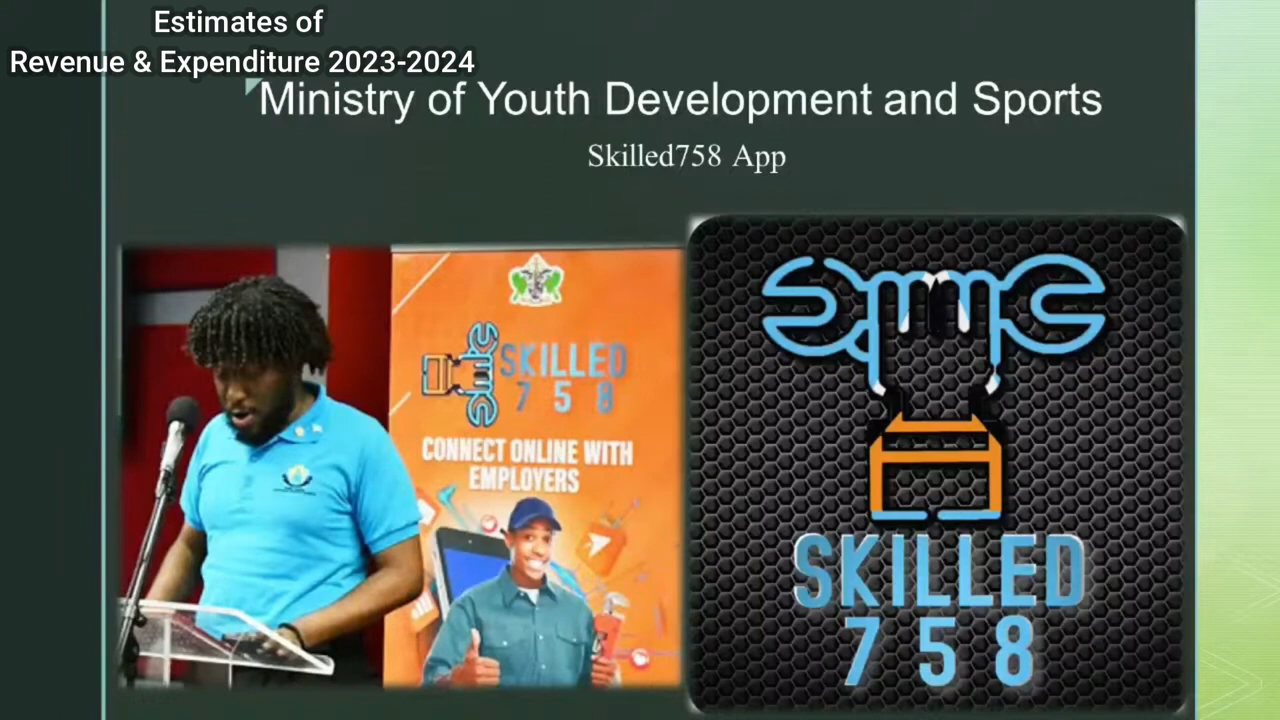 Estimates of
Revenue & Expenditure 2023-2024
Ministry of Youth Development and Sports
Skilled758 App
SKILLED
7 5 8
CONNECT ONLINE WITH
EMPLOYERS
SKILLED
7 5 8